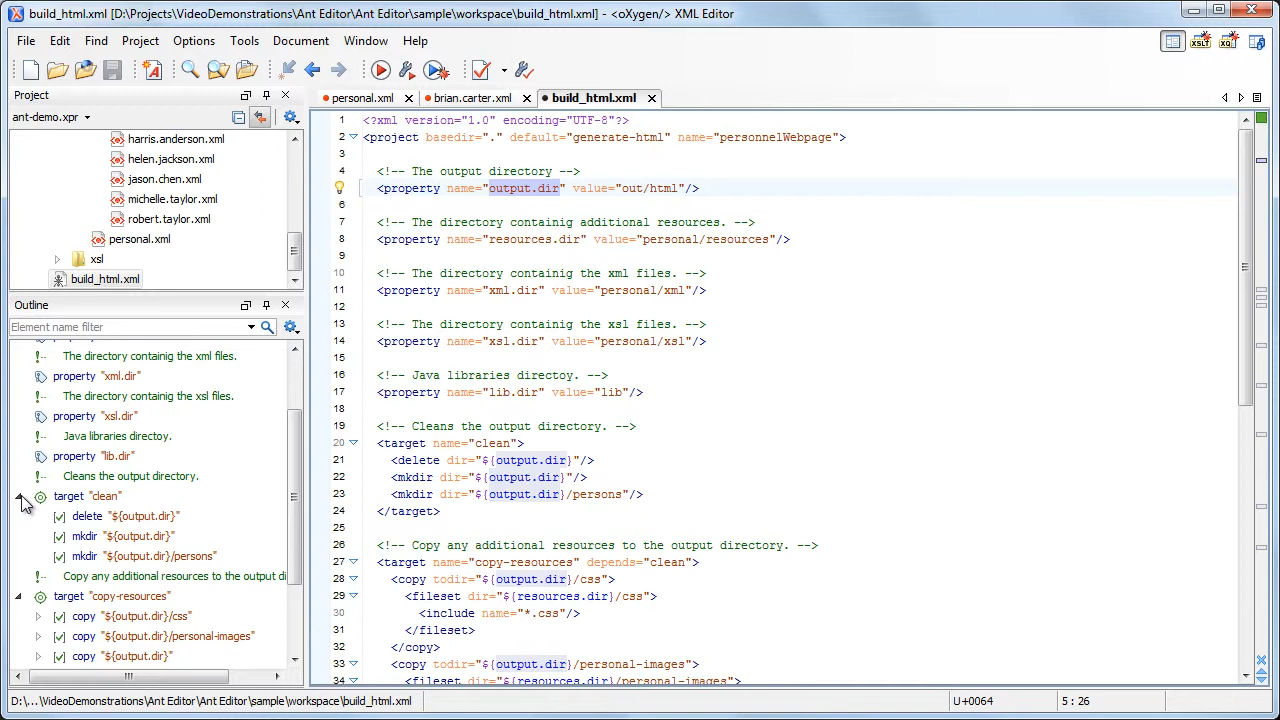 build_html.xml [D:\Projects\VideoDemonstrations\Ant Editor\Ant Editor\sample\workspace\build_html.xml] - <oXygen/> XML Editor
File Edit Find Project Options Tools Document Window Help
XSLT XQ
Project
ant-demo.xpr
harris.anderson.xml
helen.jackson.xml
jason.chen.xml
michelle.taylor.xml
robert.taylor.xml
personal.xml
xsl
build_html.xml
Outline
Element name filter
The directory containig the xml files.
property "xml.dir"
The directory containig the xsl files.
property "xsl.dir"
Java libraries directoy.
property "lib.dir"
Cleans the output directory.
target "clean"
delete "${output.dir}"
mkdir "${output.dir}"
mkdir "${output.dir}/persons"
Copy any additional resources to the output di
target "copy-resources"
copy "${output.dir}/css"
copy "${output.dir}/personal-images"
copy "${output.dir}"
personal.xml brian.carter.xml build_html.xml
1 <?xml version="1.0" encoding="UTF-8"?>
2 <project basedir="." default="generate-html" name="personnelWebpage">
3
4 <!-- The output directory -->
<property name="output.dir" value="out/html"/>
6
7 <!-- The directory containig additional resources. -->
8 <property name="resources.dir" value="personal/resources"/>
9
10 <!-- The directory containig the xml files. -->
11 <property name="xml.dir" value="personal/xml"/>
12
13 <!-- The directory containig the xsl files. -->
14 <property name="xsl.dir" value="personal/xsl"/>
15
16 <!-- Java libraries directoy. -->
17 <property name="lib.dir" value="lib"/>
18
19 <!-- Cleans the output directory. -->
20 <target name="clean">
21 <delete dir="${output.dir}"/>
22 <mkdir dir="${output.dir}"/>
23 <mkdir dir="${output.dir}/persons"/>
24 </target>
25
26 <!-- Copy any additional resources to the output directory. -->
27 <target name="copy-resources" depends="clean">
28 <copy todir="${output.dir}/css">
29 <fileset dir="${resources.dir}/css">
30 <include name="*.css"/>
31 </fileset>
32 </copy>
33 <copy todir="${output.dir}/personal-images">
34 <fileset dir="${resources.dir}/personal-images">
D:\... \VideoDemonstrations\Ant Editor\Ant Editor\sample\workspace\build_html.xml U+0064 5 : 26